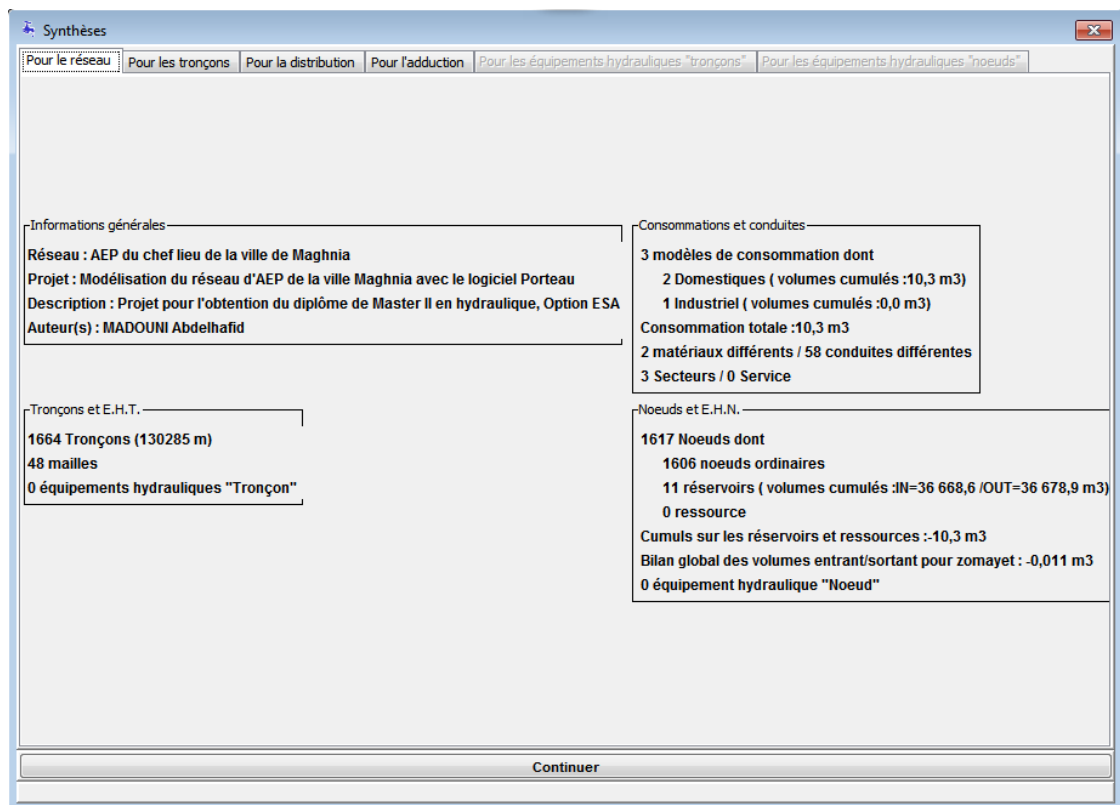 Synthèses
Pour le réseau
Pour les tronçons
Pour la distribution
Pour l'adduction
Pour les équipements hydrauliques "tronçons"
Pour les équipements hydrauliques "noeuds"
Informations générales
Réseau : AEP du chef lieu de la ville de Maghnia
Projet : Modélisation du réseau d'AEP de la ville Maghnia avec le logiciel Porteau
Description : Projet pour l'obtention du diplôme de Master II en hydraulique, Option ESA
Auteur(s) : MADOUNI Abdelhafid
Consommations et conduites
3 modèles de consommation dont
2 Domestiques ( volumes cumulés :10,3 m3)
1 Industriel ( volumes cumulés :0,0 m3)
Consommation totale :10,3 m3
2 matériaux différents / 58 conduites différentes
3 Secteurs / 0 Service
Tronçons et E.H.T.
1664 Tronçons (130285 m)
48 mailles
0 équipements hydrauliques "Tronçon"
Noeuds et E.H.N.
1617 Noeuds dont
1606 noeuds ordinaires
11 réservoirs ( volumes cumulés :IN=36 668,6 /OUT=36 678,9 m3)
0 ressource
Cumuls sur les réservoirs et ressources :-10,3 m3
Bilan global des volumes entrant/sortant pour zomayet : -0,011 m3
0 équipement hydraulique "Noeud"
Continuer